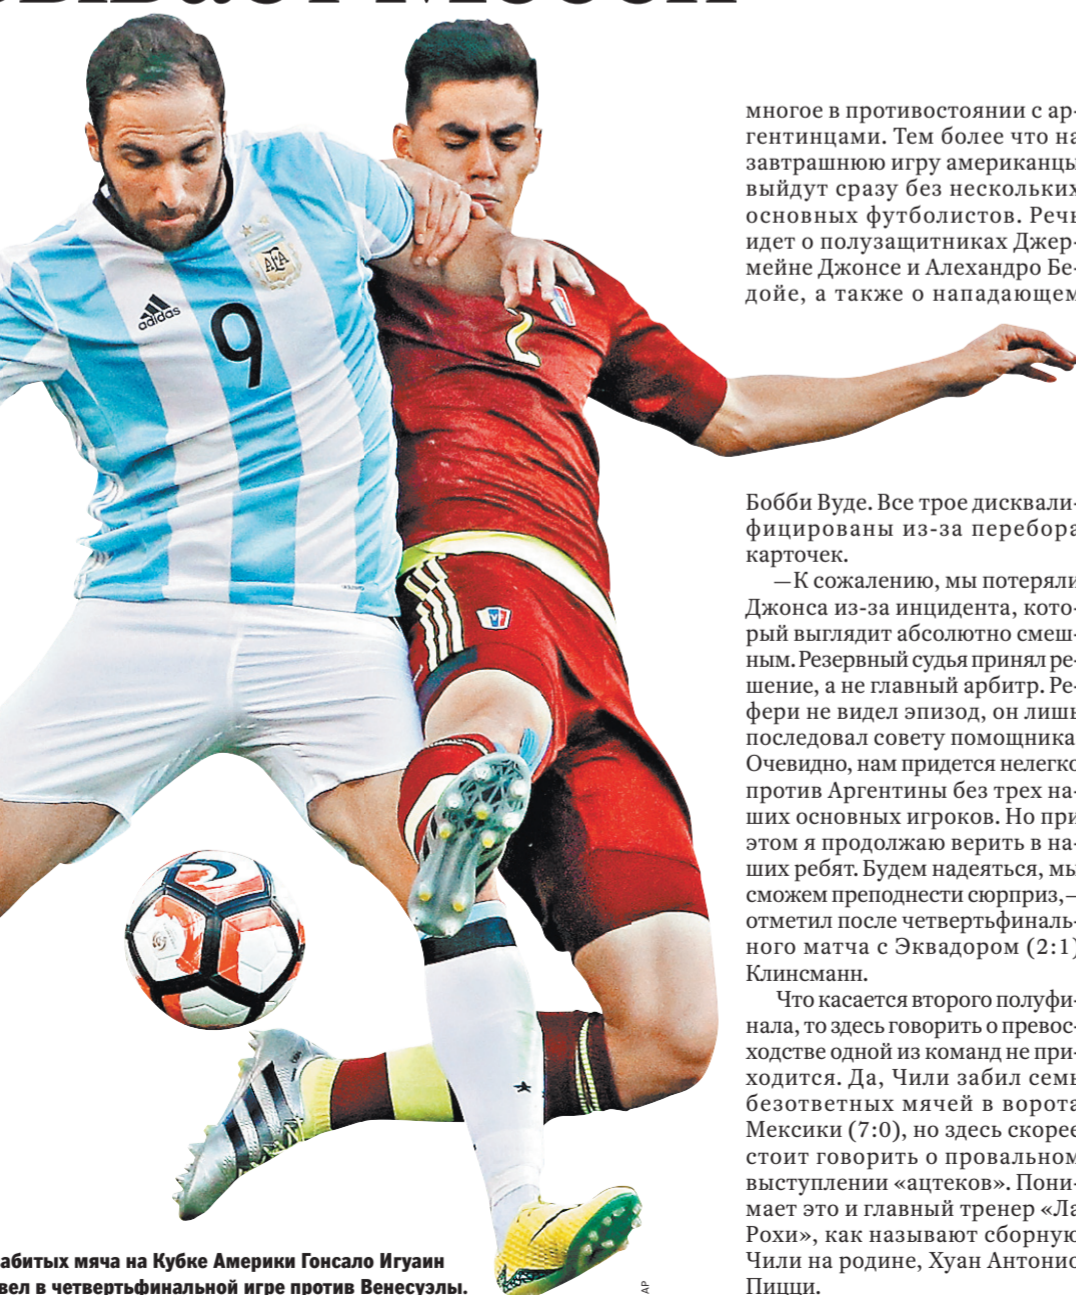 многое в противостоянии с ар-
гентинцами. Тем более что на
завтрашнюю игру американцы
выйдут сразу без нескольких
основных футболистов. Речь
идет о полузащитниках Джер-
мейне Джонсе и Алехандро Бе-
дойе, а также о нападающем
Бобби Вуде. Все трое дисквали-
фицированы из-за перебора
карточек.
— К сожалению, мы потеряли
Джонса из-за инцидента, кото-
рый выглядит абсолютно смеш-
ным. Резервный судья принял ре-
шение, а не главный арбитр. Ре-
фери не видел эпизод, он лишь
последовал совету помощника.
Очевидно, нам придется нелегко
против Аргентины без трех на-
ших основных игроков. Но при
этом я продолжаю верить в на-
ших ребят. Будем надеяться, мы
сможем преподнести сюрприз,–
отметил после четвертьфиналь-
ного матча с Эквадором (2:1)
Клинсманн.
Что касается второго полуфи-
нала, то здесь говорить о превос-
ходстве одной из команд не при-
ходится. Да, Чили забил семь
безответных мячей в ворота
Мексики (7:0), но здесь скорее
стоит говорить о провальном
выступлении «ацтеков». Пони-
мает это и главный тренер «Ла
Рохи», как называют сборную
Чили на родине, Хуан Антонио
Пицци.
adidas
9
AFA
2
абитых мяча на Кубке Америки Гонсало Игуаин
вел в четвертьфинальной игре против Венесуэлы.
AP